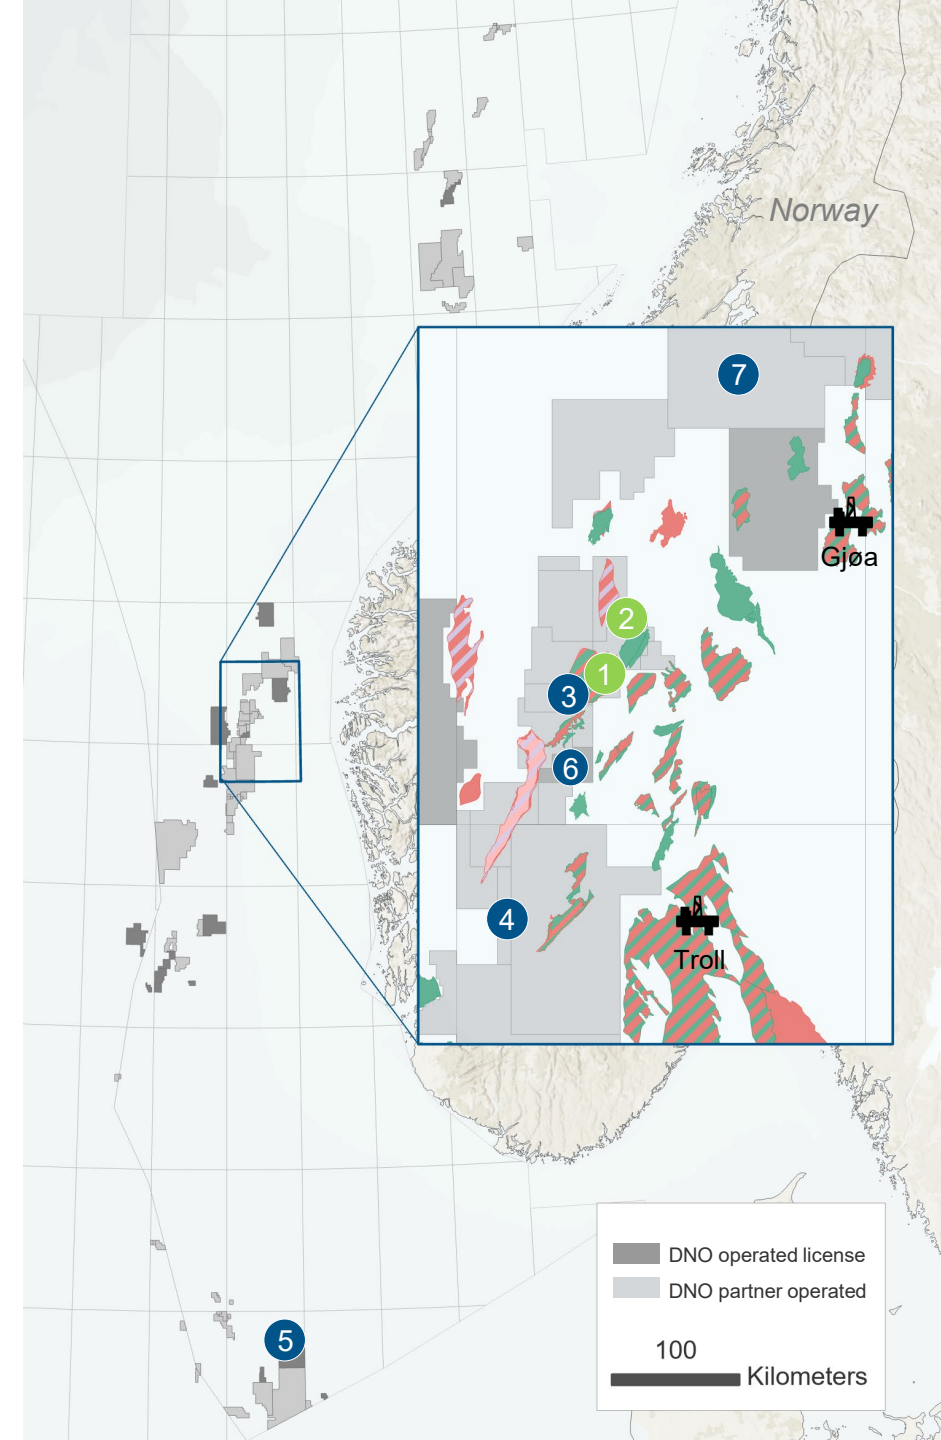 Norway
7
Gjøa
2
1
3
6
4
Troll
5
DNO operated license
DNO partner operated
100
Kilometers